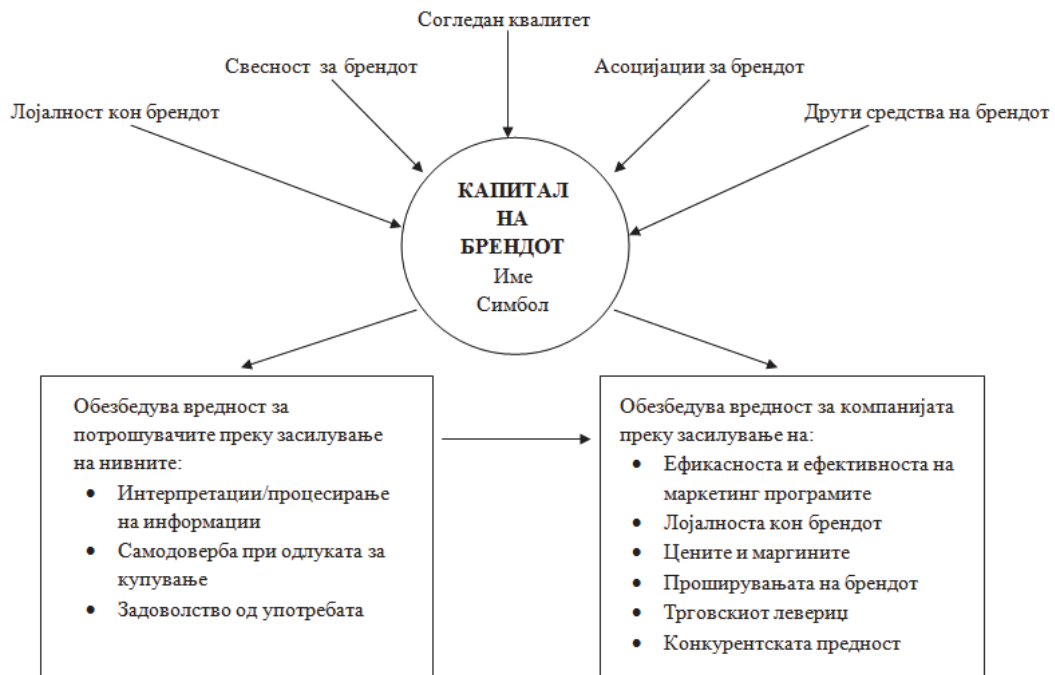 Согледан квалитет
Свесност за брендот
Асоцијации за брендот
Лојалност кон брендот
Други средства на брендот
КАПИТАЛ
НА
БРЕНДОТ
Име
Симбол
Обезбедува вредност за
потрошувачите преку засилување
на нивните:
• Интерпретации/процесирање
на информации
• Самодоверба при одлуката за
купување
• Задоволство од употребата
Обезбедува вредност за компанијата
преку засилување на:
• Ефикасноста и ефективноста на
маркетинг програмите
• Лојалноста кон брендот
• Цените и маргините
• Проширувањата на брендот
• Трговскиот левериџ
• Конкурентската предност